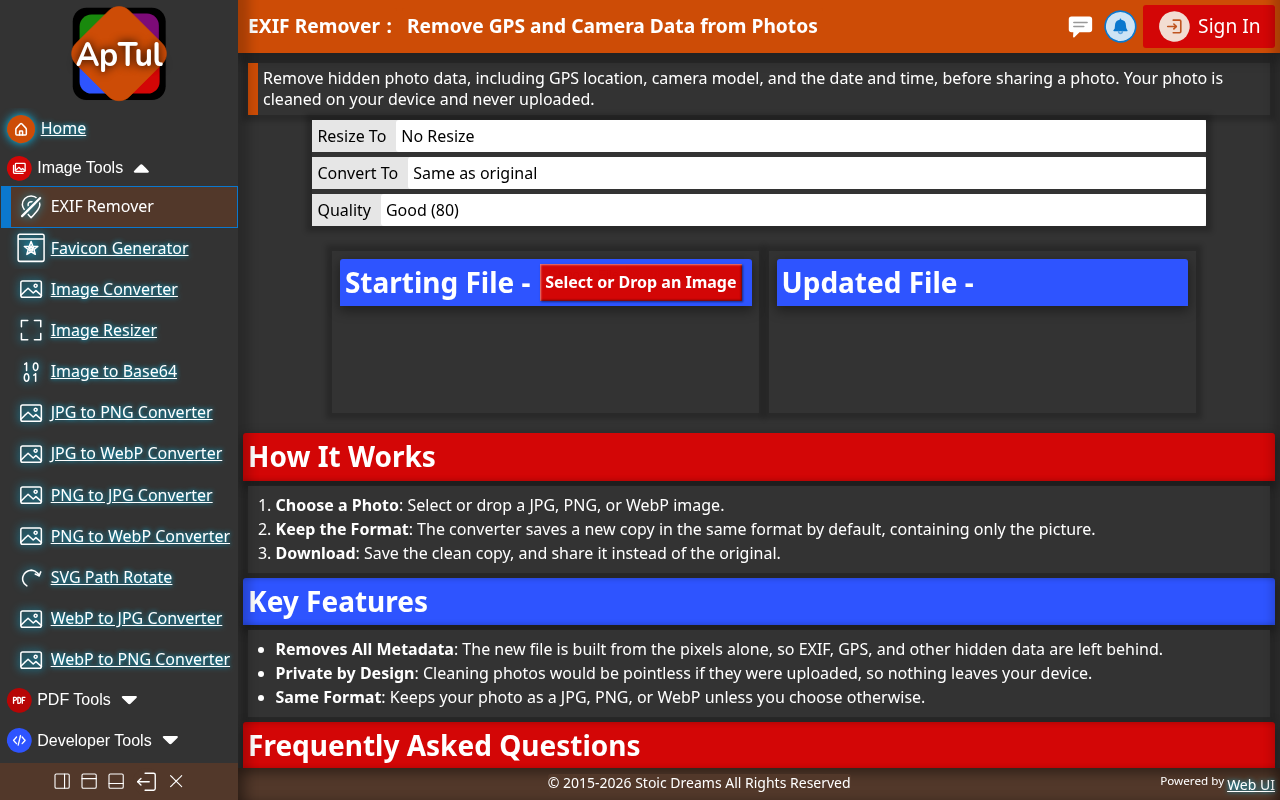 ApTul
Home
Image Tools
EXIF Remover
Favicon Generator
Image Converter
Image Resizer
Image to Base64
JPG to PNG Converter
JPG to WebP Converter
PNG to JPG Converter
PNG to WebP Converter
SVG Path Rotate
WebP to JPG Converter
WebP to PNG Converter
PDF Tools
Developer Tools
EXIF Remover : Remove GPS and Camera Data from Photos
Sign In
Remove hidden photo data, including GPS location, camera model, and the date and time, before sharing a photo. Your photo is
cleaned on your device and never uploaded.
Resize To No Resize
Convert To Same as original
Quality Good (80)
Starting File - Select or Drop an Image
Updated File -
How It Works
1. Choose a Photo: Select or drop a JPG, PNG, or WebP image.
2. Keep the Format: The converter saves a new copy in the same format by default, containing only the picture.
3. Download: Save the clean copy, and share it instead of the original.
Key Features
• Removes All Metadata: The new file is built from the pixels alone, so EXIF, GPS, and other hidden data are left behind.
• Private by Design: Cleaning photos would be pointless if they were uploaded, so nothing leaves your device.
• Same Format: Keeps your photo as a JPG, PNG, or WebP unless you choose otherwise.
Frequently Asked Questions
© 2015-2026 Stoic Dreams All Rights Reserved
Powered by Web UI